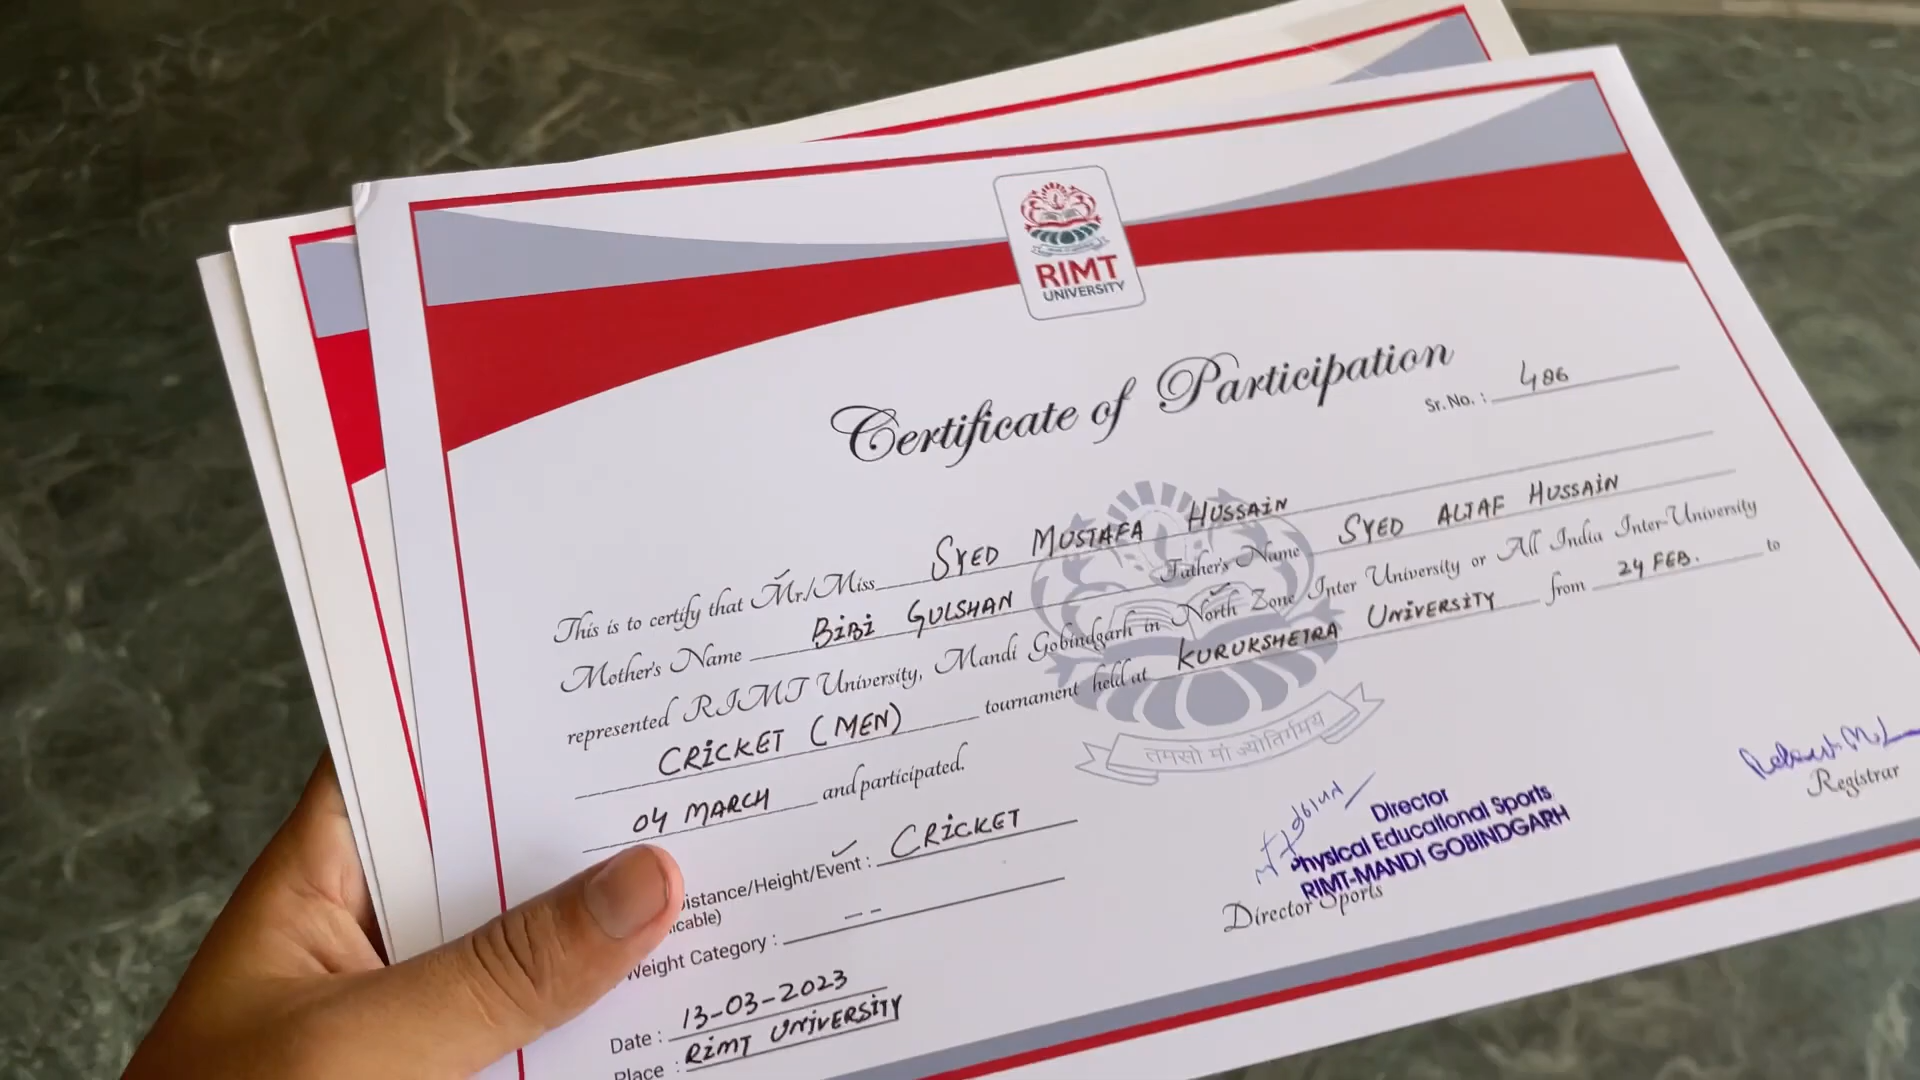 RIMT
UNIVERSITY
Certificate of Participation
Sr. No. : 486
This is to certify that Mr./Miss SYED MUSTAFA HUSSAIN
Mother's Name BIBI GULSHAN Father's Name SYED ALTAF HUSSAIN
represented RIMT University, Mandi Gobindgarh in North Zone Inter University or All India Inter-University
CRICKET (MEN) tournament held at KURUKSHETRA UNIVERSITY from 24 FEB. to
04 MARCH and participated.
तमसो मां ज्योतिर्गमय
Distance/Height/Event : CRICKET
Weight Category : --
Date : 13-03-2023
Place : RIMT UNIVERSITY
Director
Physical Educational Sports
RIMT-MANDI GOBINDGARH
Director Sports
Registrar